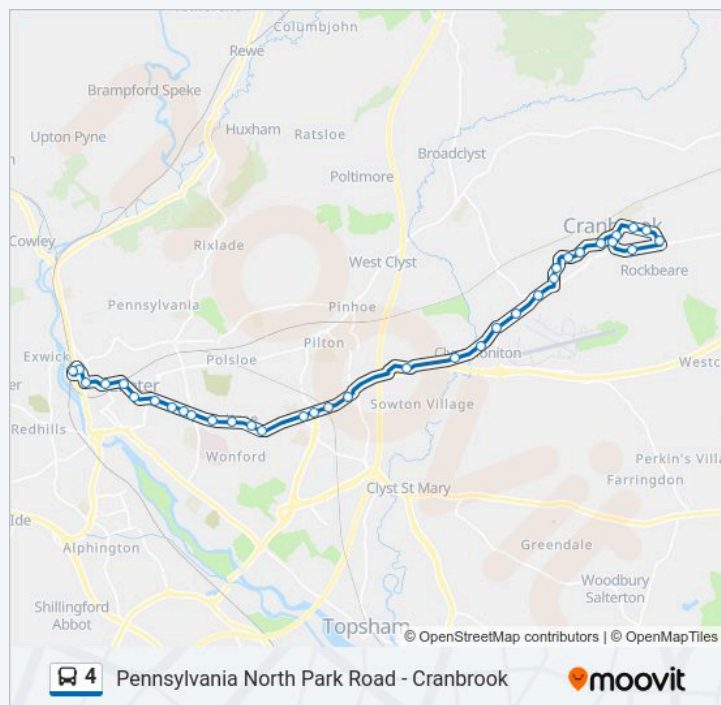 Columbjohn
Rewe
Brampford Speke
Huxham
Ratsloe
Upton Pyne
Broadclyst
Poltimore
Cranbrook
Cowley
Rixlade
West Clyst
Rockbeare
Pennsylvania
Pinhoe
Exwick
Polsloe
Pilton
Sowton Village
Redhills
Wonford
Perkin's Villa
Farringdon
Clyst St Mary
Ide
Alphington
Greendale
Woodbury
Salterton
Shillingford
Abbot
Topsham
© OpenStreetMap contributors | © OpenMapTiles
4 Pennsylvania North Park Road - Cranbrook
moovit